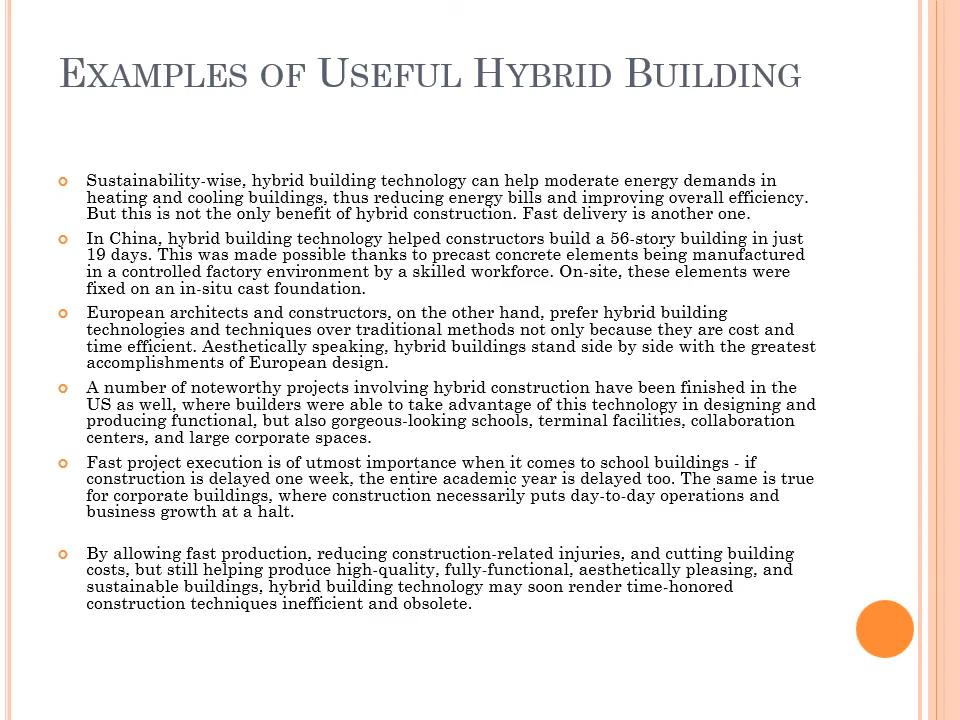 EXAMPLES OF USEFUL HYBRID BUILDING
Sustainability-wise, hybrid building technology can help moderate energy demands in
heating and cooling buildings, thus reducing energy bills and improving overall efficiency.
But this is not the only benefit of hybrid construction. Fast delivery is another one.
In China, hybrid building technology helped constructors build a 56-story building in just
19 days. This was made possible thanks to precast concrete elements being manufactured
in a controlled factory environment by a skilled workforce. On-site, these elements were
fixed on an in-situ cast foundation.
European architects and constructors, on the other hand, prefer hybrid building
technologies and techniques over traditional methods not only because they are cost and
time efficient. Aesthetically speaking, hybrid buildings stand side by side with the greatest
accomplishments of European design.
A number of noteworthy projects involving hybrid construction have been finished in the
US as well, where builders were able to take advantage of this technology in designing and
producing functional, but also gorgeous-looking schools, terminal facilities, collaboration
centers, and large corporate spaces.
Fast project execution is of utmost importance when it comes to school buildings - if
construction is delayed one week, the entire academic year is delayed too. The same is true
for corporate buildings, where construction necessarily puts day-to-day operations and
business growth at a halt.
By allowing fast production, reducing construction-related injuries, and cutting building
costs, but still helping produce high-quality, fully-functional, aesthetically pleasing, and
sustainable buildings, hybrid building technology may soon render time-honored
construction techniques inefficient and obsolete.